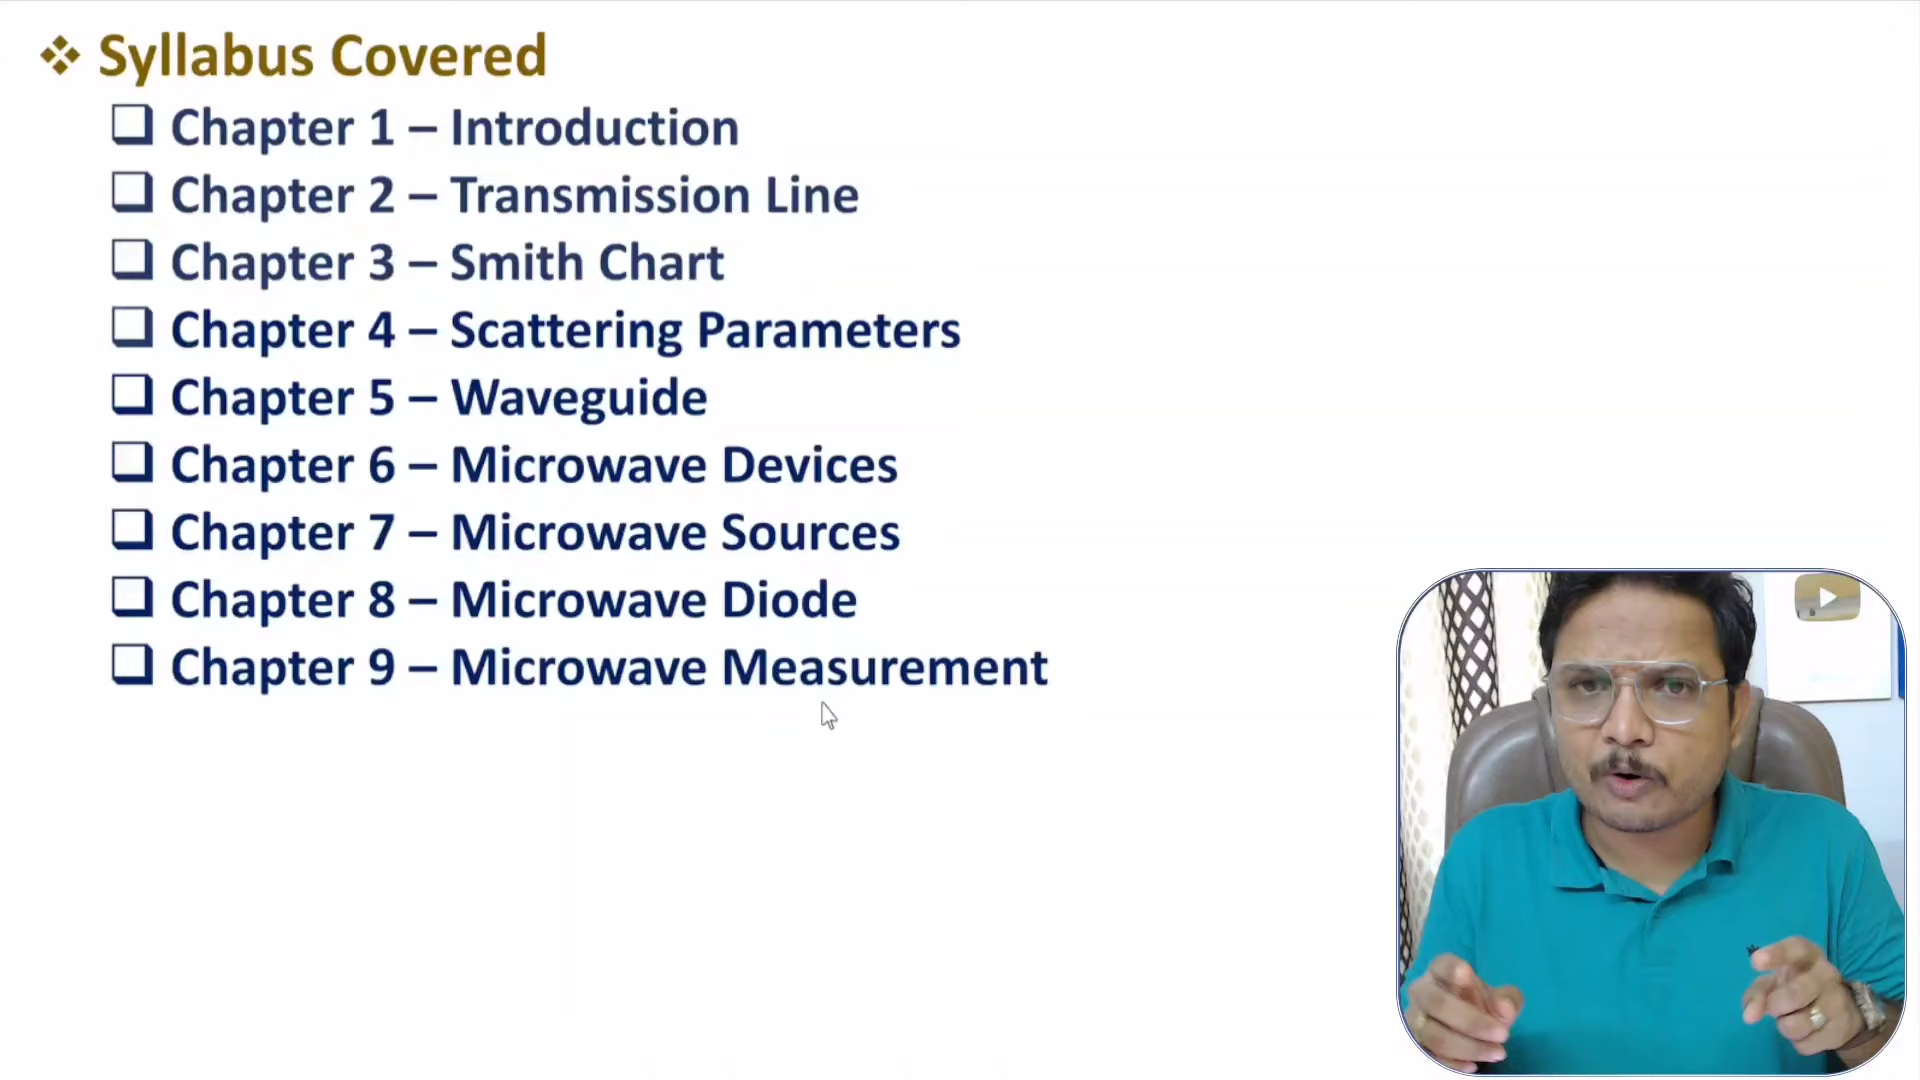 Syllabus Covered
Chapter 1 – Introduction
Chapter 2 – Transmission Line
Chapter 3 – Smith Chart
Chapter 4 – Scattering Parameters
Chapter 5 – Waveguide
Chapter 6 – Microwave Devices
Chapter 7 – Microwave Sources
Chapter 8 – Microwave Diode
Chapter 9 – Microwave Measurement